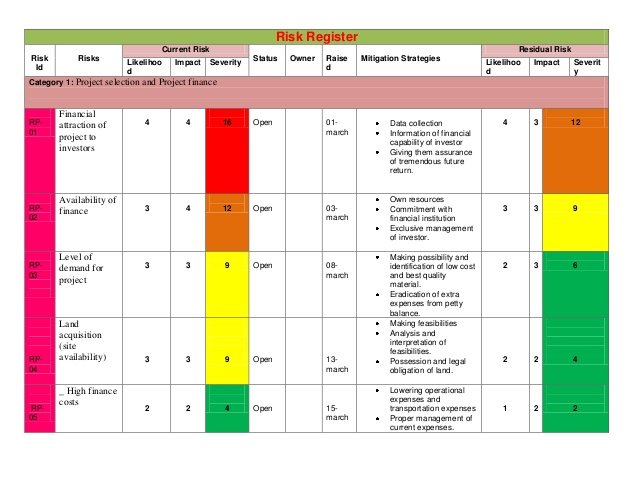 Risk Register
Risk Id
Risks
Current Risk
Status
Owner
Raise
d
Mitigation Strategies
Residual Risk
Likelihoo
d
Impact
Severity
Likelihoo
d
Impact
Severit
y
Category 1: Project selection and Project finance
RP-
01
Financial
attraction of
project to
investors
4
4
16
Open
01-
march
• Data collection
• Information of financial
capability of investor
• Giving them assurance
of tremendous future
return.
4
3
12
RP-
02
Availability of
finance
3
4
12
Open
03-
march
• Own resources
• Commitment with
financial institution
• Exclusive management
of investor.
3
3
9
RP-
03
Level of
demand for
project
3
3
9
Open
08-
march
• Making possibility and
identification of low cost
and best quality
material.
• Eradication of extra
expenses from petty
balance.
2
3
6
RP-
04
Land
acquisition
(site
availability)
3
3
9
Open
13-
march
• Making feasibilities
• Analysis and
interpretation of
feasibilities.
• Possession and legal
obligation of land.
2
2
4
RP-
05
_ High finance
costs
2
2
4
Open
15-
march
• Lowering operational
expenses and
transportation expenses
• Proper management of
current expenses.
1
2
2